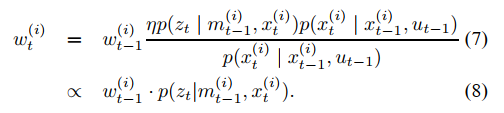 w_t^{(i)} = w_{t-1}^{(i)} \frac{\eta p(z_t \mid m_{t-1}^{(i)}, x_t^{(i)}) p(x_t^{(i)} \mid x_{t-1}^{(i)}, u_{t-1})}{p(x_t^{(i)} \mid x_{t-1}^{(i)}, u_{t-1})} (7)
\propto w_{t-1}^{(i)} \cdot p(z_t | m_{t-1}^{(i)}, x_t^{(i)}). (8)